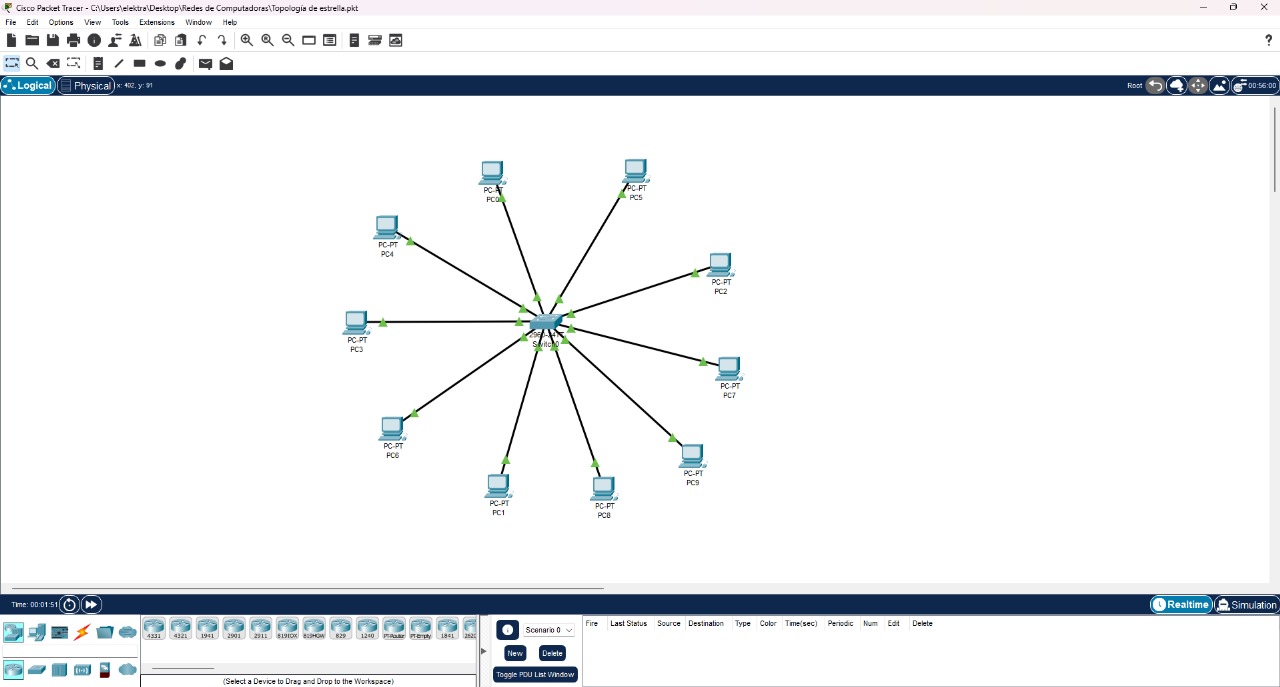 Cisco Packet Tracer - C:\Users\elektra\Desktop\Redes de Computadoras\Topología de estrella.pkt
File Edit Options View Tools Extensions Window Help
Logical Physical x: 492, y: 91 Root 00:56:00
PC-PT
PC0
PC-PT
PC5
PC-PT
PC4
PC-PT
PC2
PC-PT
PC3
Switch0
PC-PT
PC7
PC-PT
PC6
PC-PT
PC9
PC-PT
PC1
PC-PT
PC8
Time: 00:01:51 Realtime Simulation
4331 4321 1941 2901 2911 819IOX 819HGW 829 1240 PT-Router PT-Empty 1841
(Select a Device to Drag and Drop to the Workspace)
Scenario 0
New Delete
Toggle PDU List Window
Fire Last Status Source Destination Type Color Time(sec) Periodic Num Edit Delete